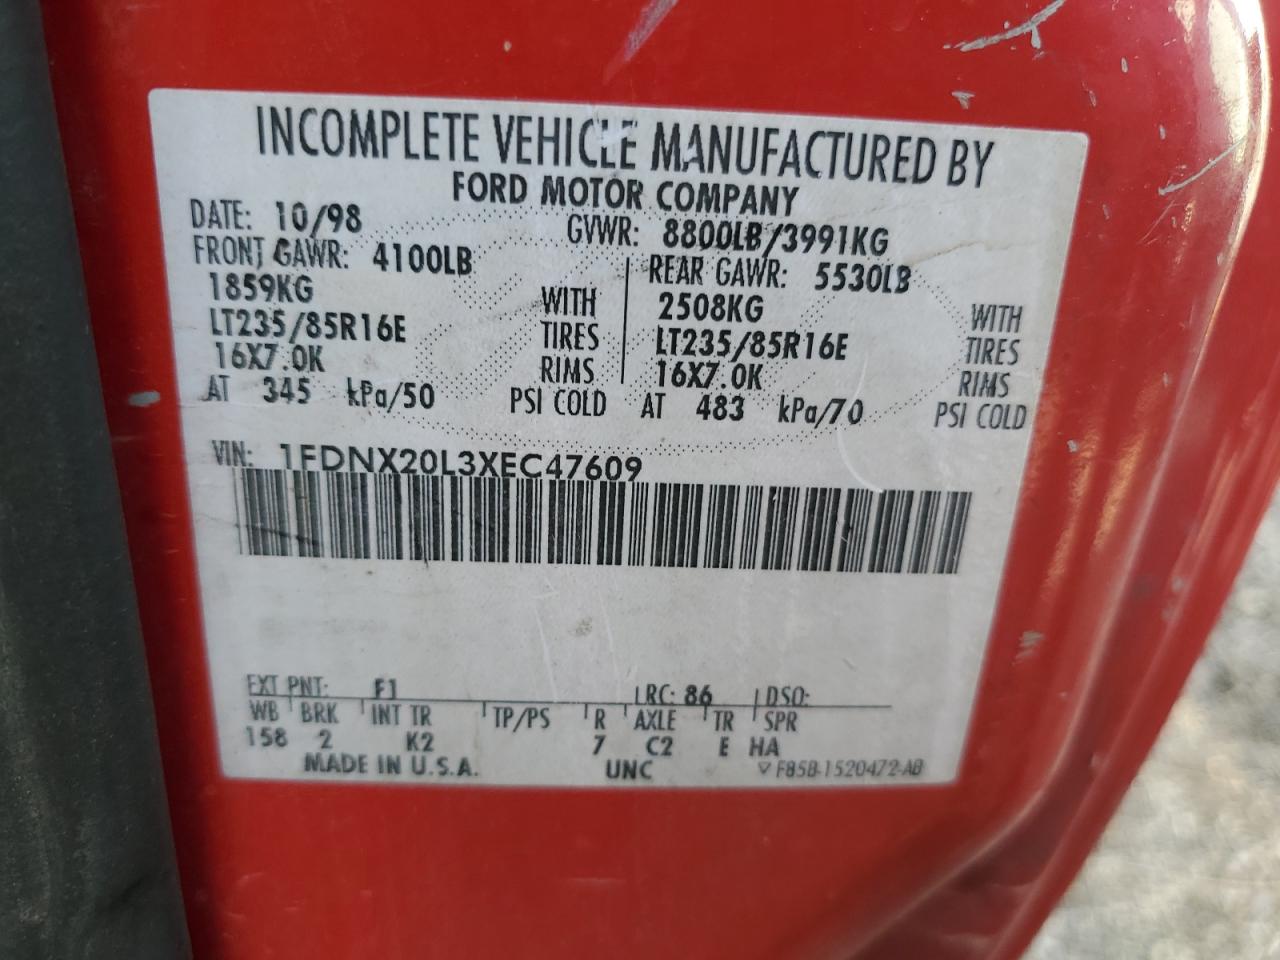 INCOMPLETE VEHICLE MANUFACTURED BY
FORD MOTOR COMPANY
DATE: 10/98 GVWR: 8800LB/3991KG
FRONT GAWR: 4100LB REAR GAWR: 5530LB
1859KG WITH 2508KG WITH
LT235/85R16E TIRES LT235/85R16E TIRES
16X7.0K RIMS 16X7.0K RIMS
AT 345 kPa/50 PSI COLD AT 483 kPa/70 PSI COLD
VIN: 1FDNX20L3XEC47609
EXT PNT: F1 RC: 86 DSO:
WB BRK INT TR TP/PS R AXLE TR SPR
158 2 K2 7 C2 E HA
MADE IN U.S.A. UNC F85B-1520472-AB